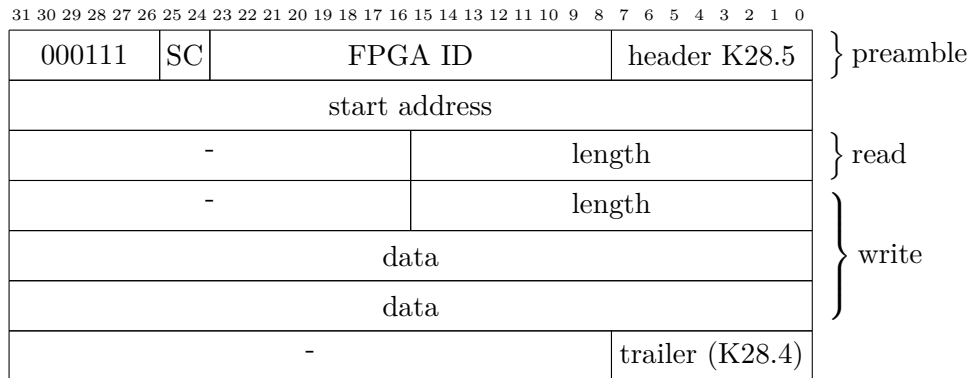 31 30 29 28 27 26 25 24 23 22 21 20 19 18 17 16 15 14 13 12 11 10 9 8 7 6 5 4 3 2 1 0
000111 SC FPGA ID header K28.5 preamble
start address
- length read
- length
data write
data
- trailer (K28.4)